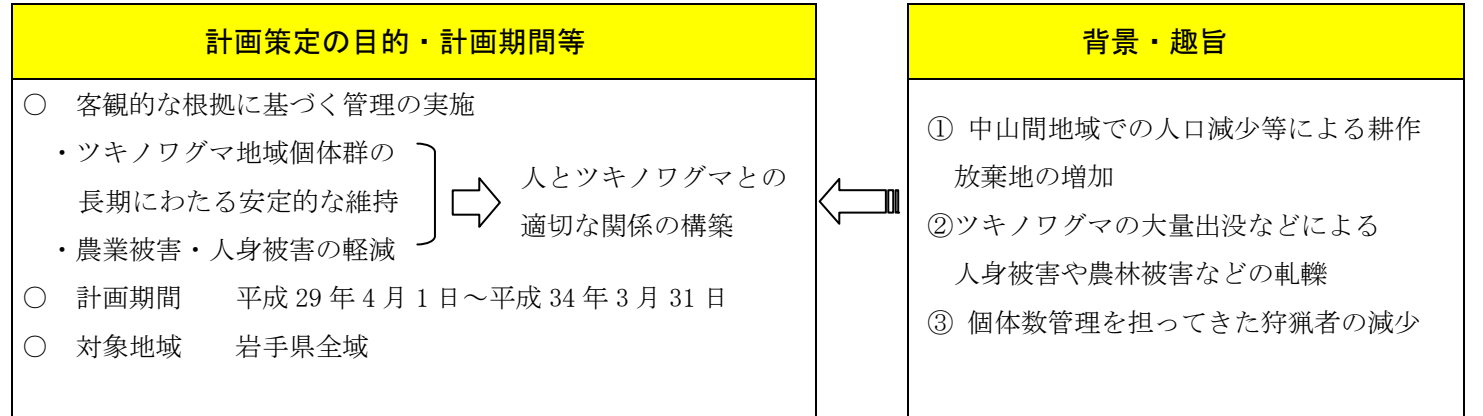 計画策定の目的・計画期間等
○ 客観的な根拠に基づく管理の実施
・ツキノワグマ地域個体群の
長期にわたる安定的な維持
・農業被害・人身被害の軽減
人とツキノワグマとの
適切な関係の構築
○ 計画期間 平成 29 年 4 月 1 日～平成 34 年 3 月 31 日
○ 対象地域 岩手県全域
背景・趣旨
① 中山間地域での人口減少等による耕作
放棄地の増加
②ツキノワグマの大量出没などによる
人身被害や農林被害などの軋轢
③ 個体数管理を担ってきた狩猟者の減少